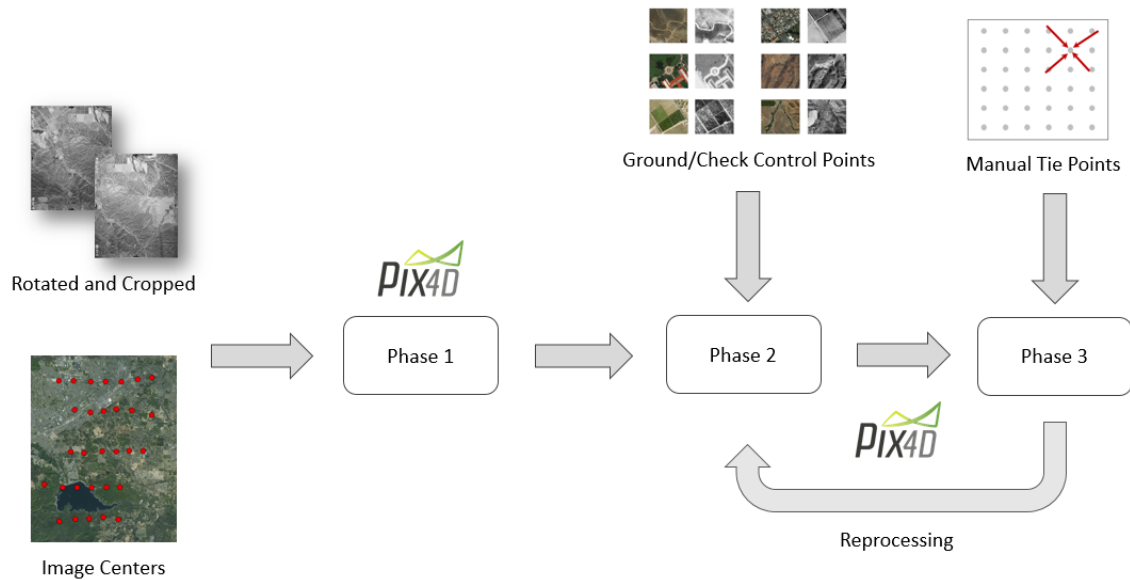 Ground/Check Control Points
Manual Tie Points
Rotated and Cropped
PIX4D
Phase 1
Phase 2
Phase 3
PIX4D
Image Centers
Reprocessing